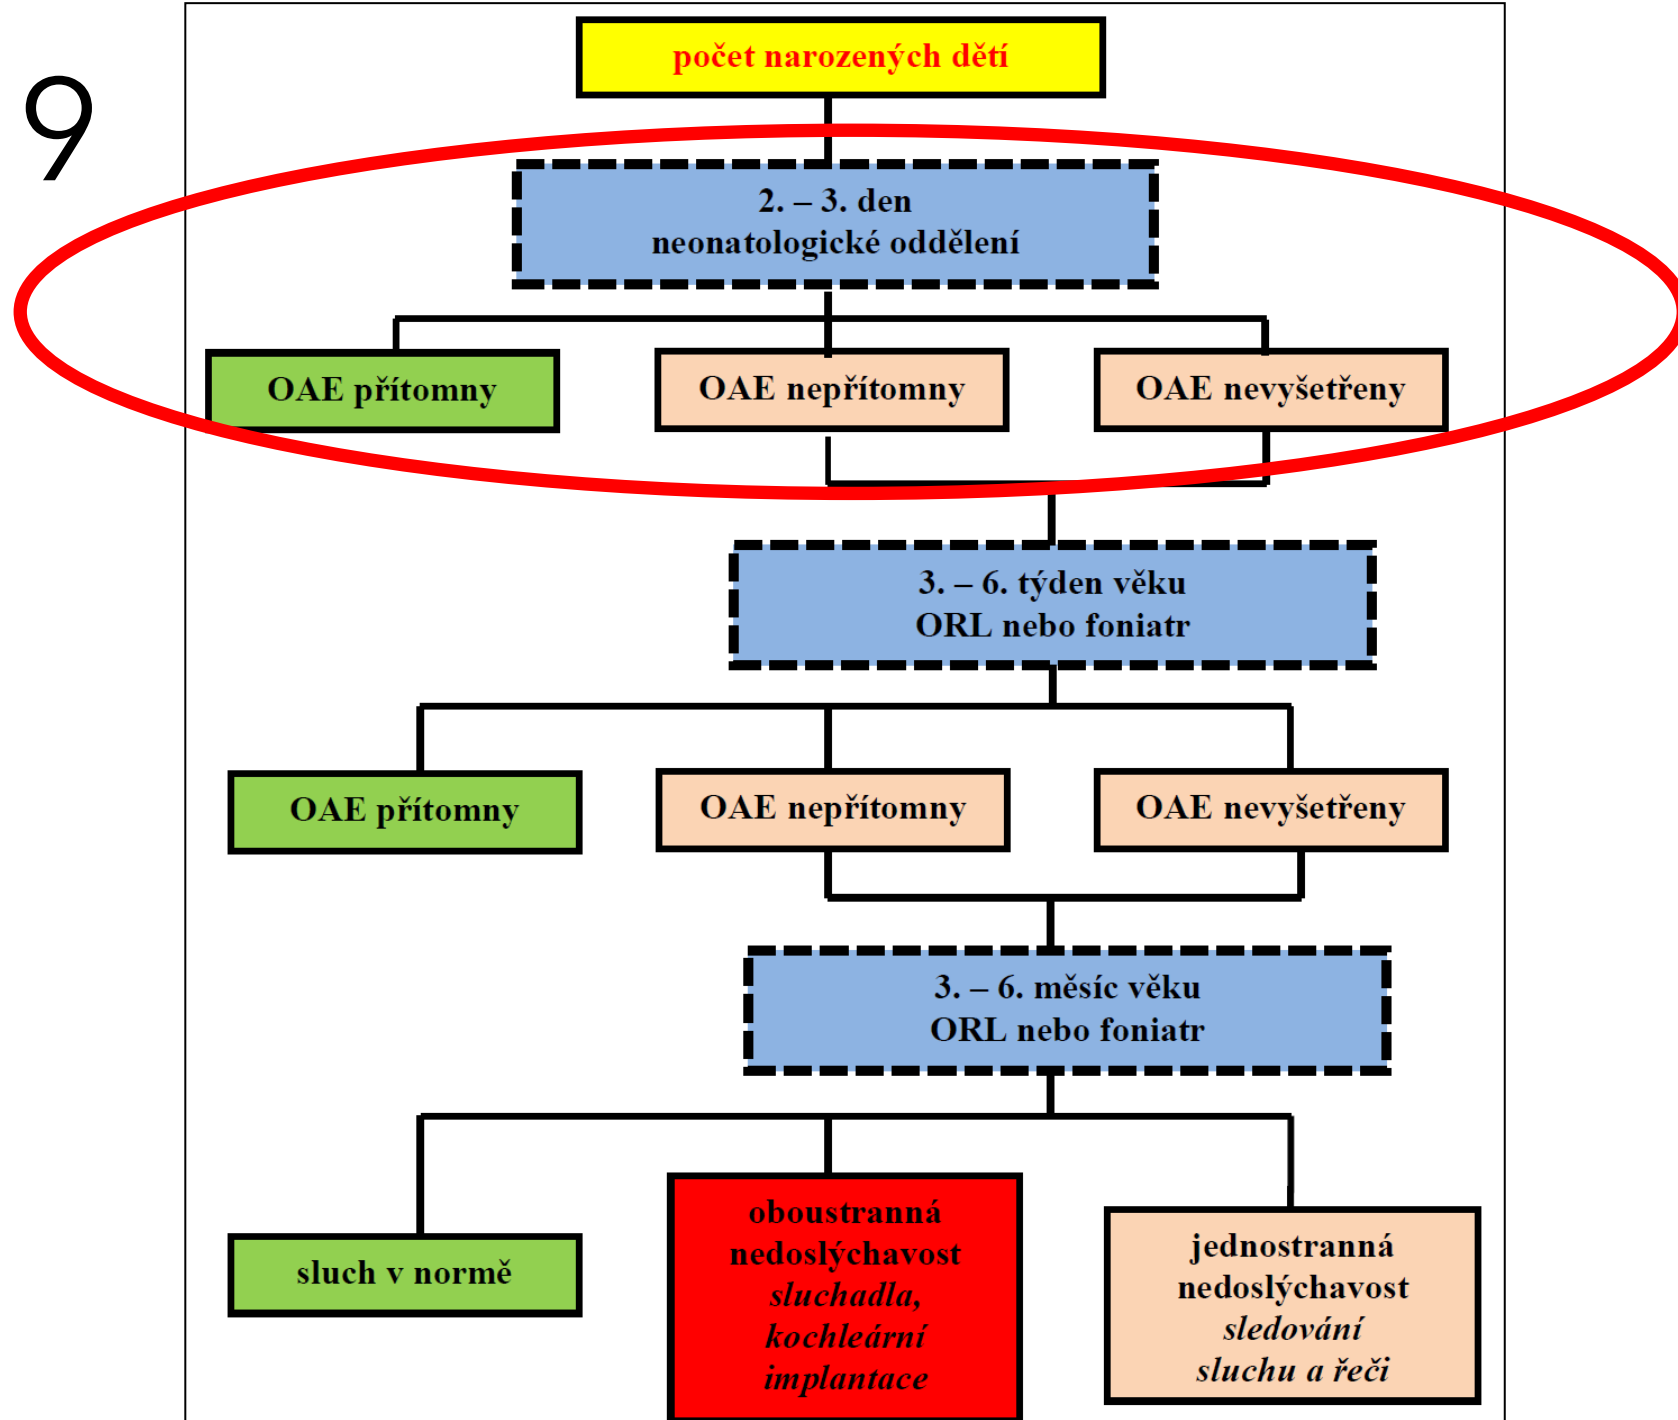 9
počet narozených dětí
2. – 3. den
neonatologické oddělení
OAE přítomny
OAE nepřítomny
OAE nevyšetřeny
3. – 6. týden věku
ORL nebo foniatr
OAE přítomny
OAE nepřítomny
OAE nevyšetřeny
3. – 6. měsíc věku
ORL nebo foniatr
sluch v normě
oboustranná
nedoslýchavost
sluchadla,
kochleární
implantace
jednostranná
nedoslýchavost
sledování
sluchu a řeči